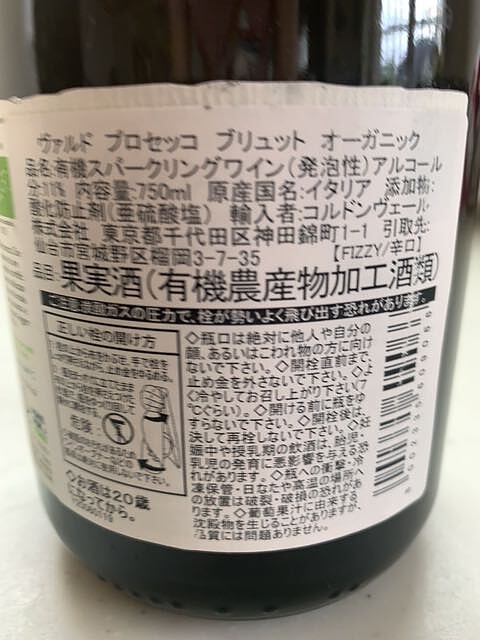 ヴァルド プロセッコ ブリュット オーガニック
品名:有機スパークリングワイン(発泡性)アルコール
分:11% 内容量:750ml 原産国名:イタリア 添加物:
酸化防止剤(亜硫酸塩) 輸入者:コルドンヴェール
株式会社 東京都千代田区神田錦町1-1 引取先:
仙台市宮城野区福岡3-7-35 【FIZZY/辛口】
品目:果実酒(有機農産物加工酒類)
ご注意 炭酸ガスの圧力で、栓が勢いよく飛び出す恐れがあります。
正しい栓の開け方
危険
◇お酒は20歳
になってから。
◇瓶口は絶対に他人や自分の
顔、あるいはこわれ物の方に向け
ないで下さい。◇開栓直前まで、
止め金を外さないで下さい。◇よ
く冷やしてお召し上がり下さい(7
℃ぐらい)。◇開ける前に瓶をゆ
すらないで下さい。◇開栓後は、
決して再栓しないで下さい。◇妊
娠中や授乳期の飲酒は、胎児・
乳児の発育に悪影響を与える恐
れがあります。◇瓶への衝撃・冷
凍保管・日なたや高温の場所へ
の放置は破裂・破損の恐れがあ
ります。◇葡萄果汁に由来する
沈殿物を生じることがありますが、
品質には問題ありません。